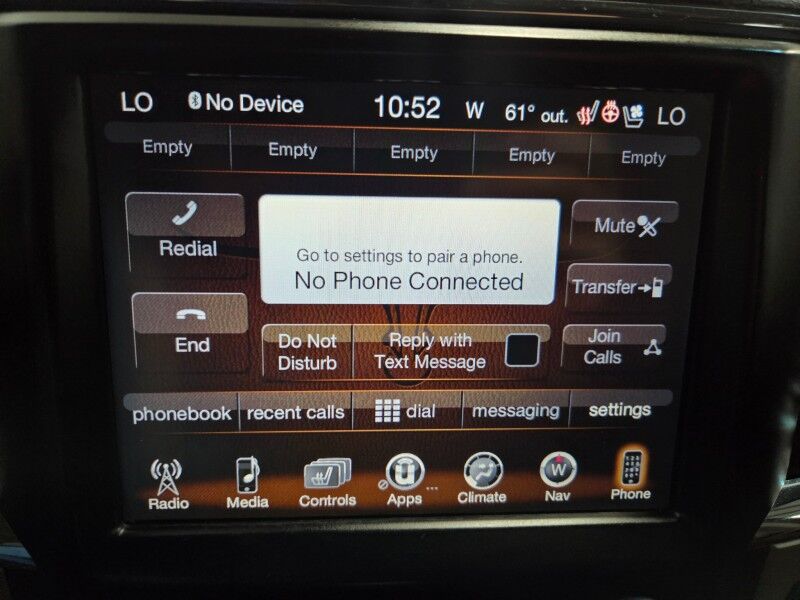 LO No Device 10:52 W 61° out. LO
Empty Empty Empty Empty Empty
Redial
Go to settings to pair a phone.
No Phone Connected
Mute
Transfer
End
Do Not
Disturb
Reply with
Text Message
Join
Calls
phonebook recent calls dial messaging settings
Radio Media Controls Apps Climate Nav Phone
W